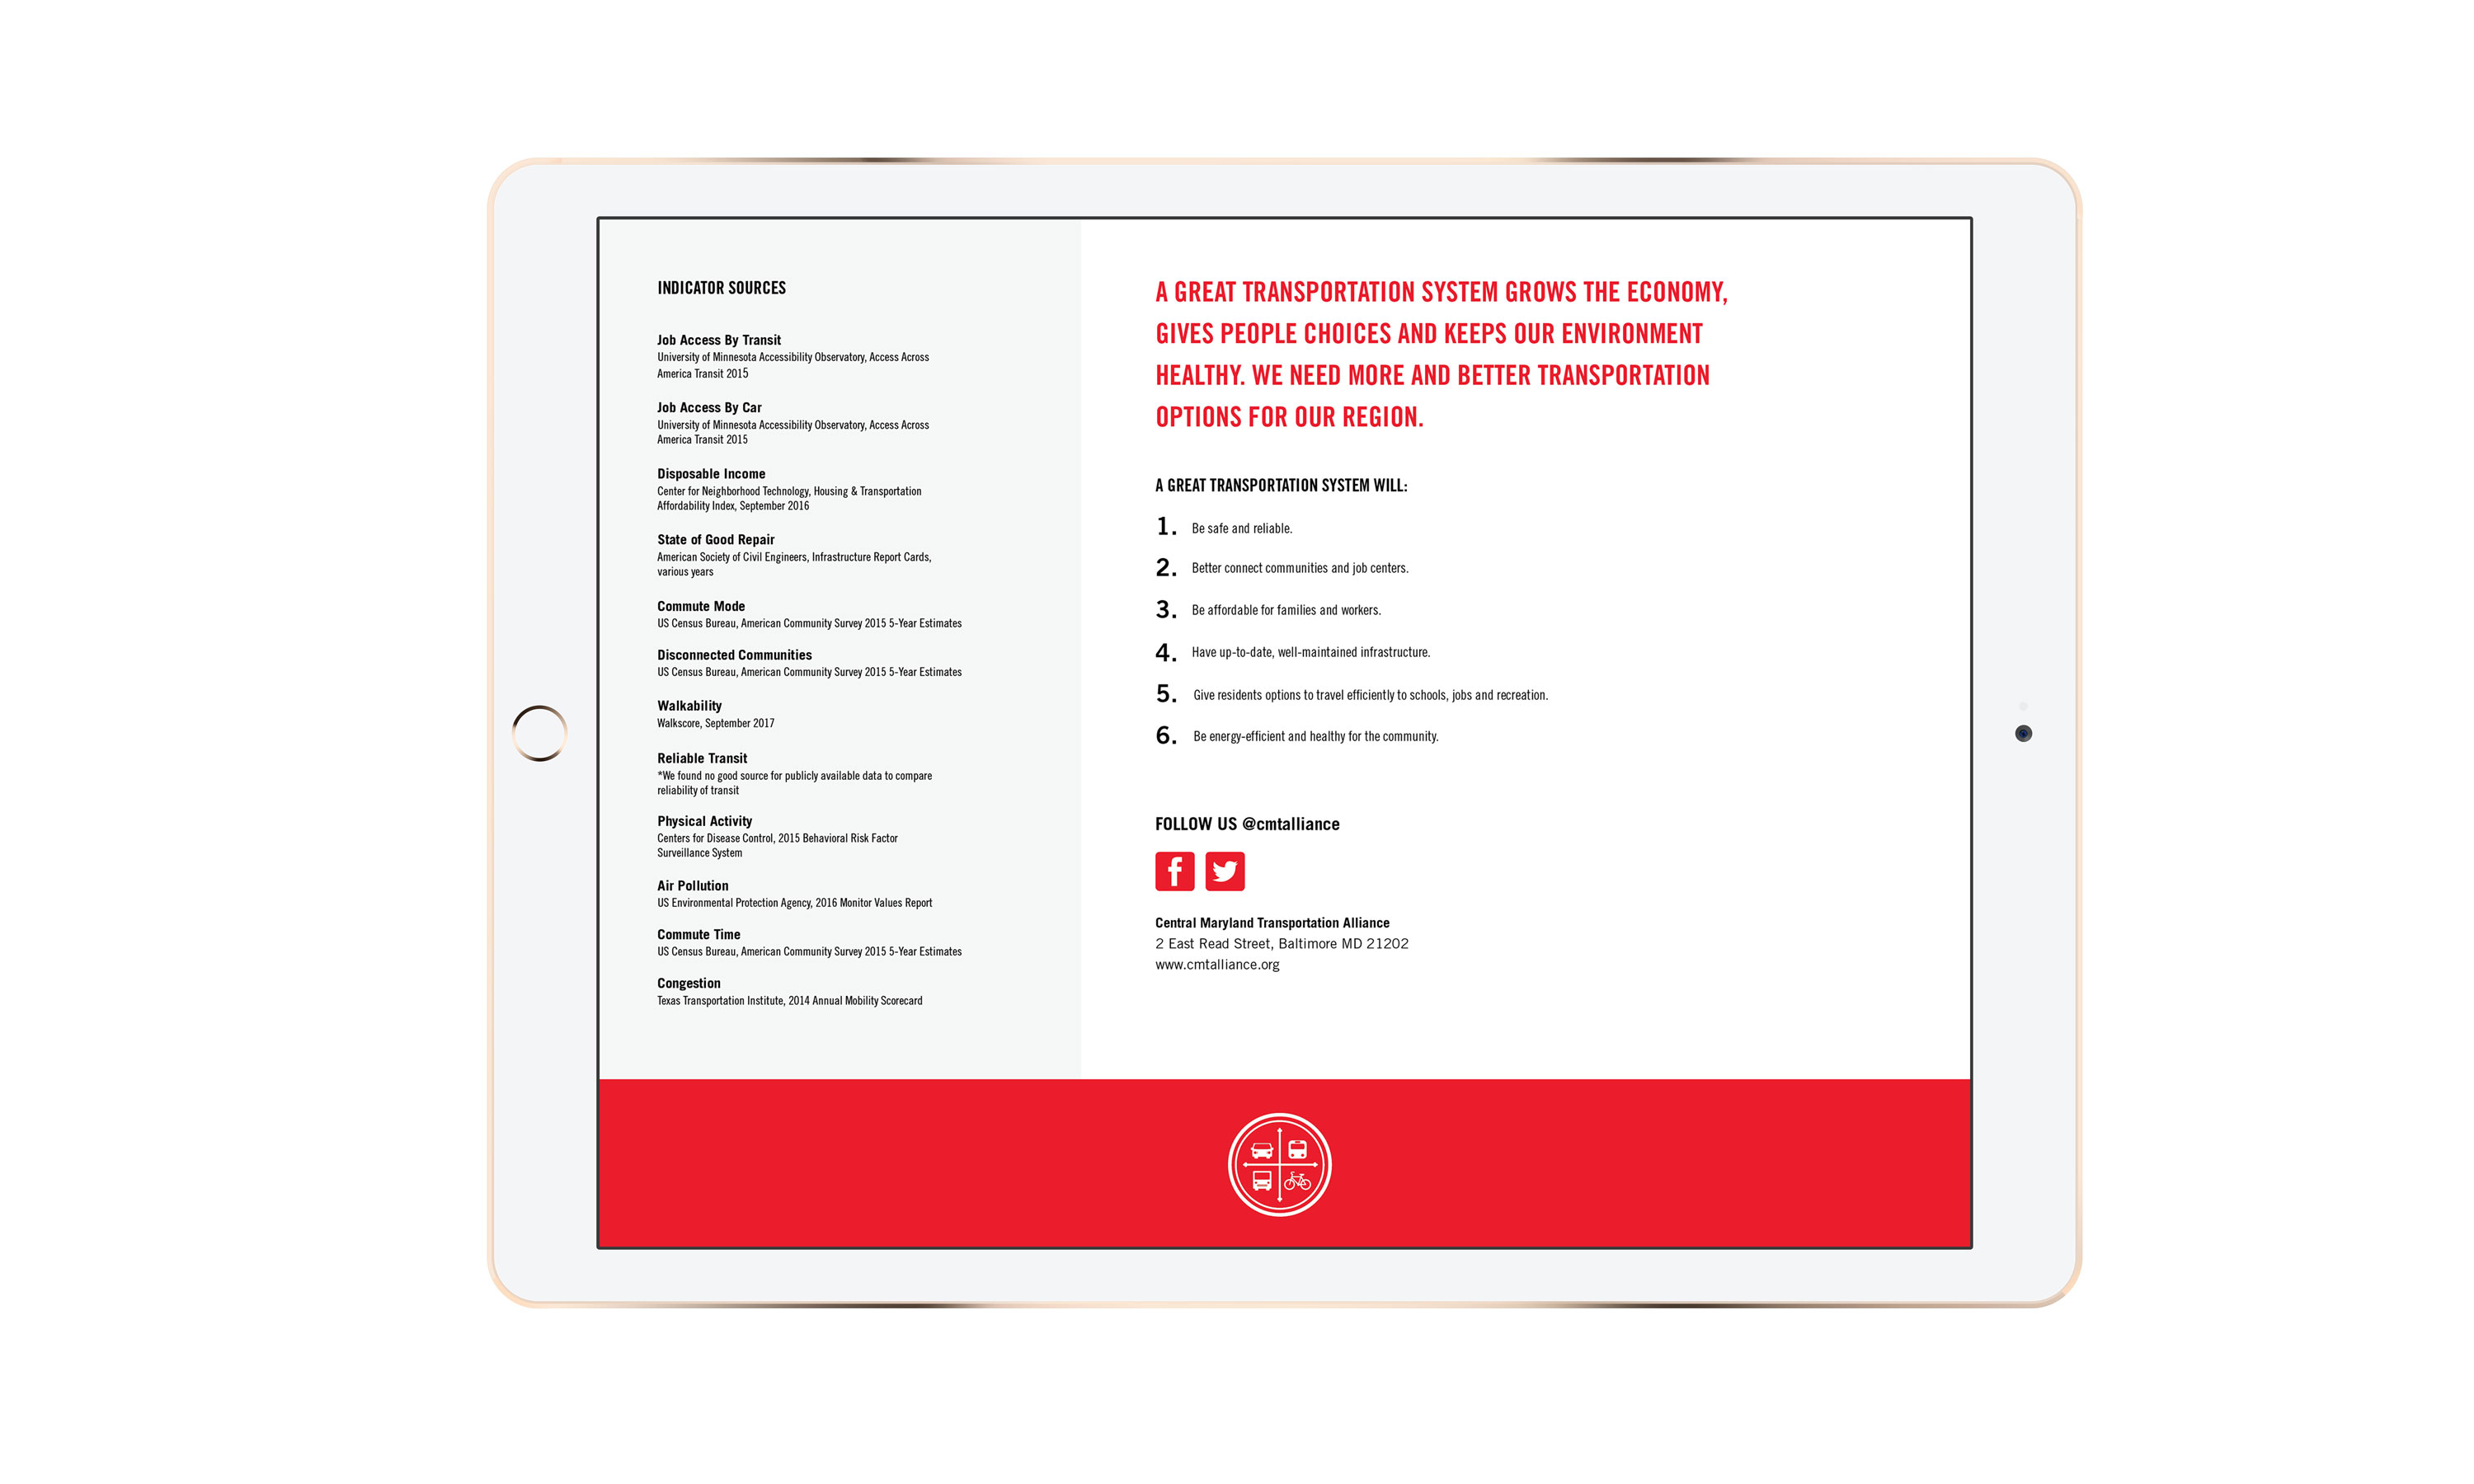 INDICATOR SOURCES
Job Access By Transit
University of Minnesota Accessibility Observatory, Access Across
America Transit 2015
Job Access By Car
University of Minnesota Accessibility Observatory, Access Across
America Transit 2015
Disposable Income
Center for Neighborhood Technology, Housing & Transportation
Affordability Index, September 2016
State of Good Repair
American Society of Civil Engineers, Infrastructure Report Cards,
various years
Commute Mode
US Census Bureau, American Community Survey 2015 5-Year Estimates
Disconnected Communities
US Census Bureau, American Community Survey 2015 5-Year Estimates
Walkability
Walkscore, September 2017
Reliable Transit
*We found no good source for publicly available data to compare
reliability of transit
Physical Activity
Centers for Disease Control, 2015 Behavioral Risk Factor
Surveillance System
Air Pollution
US Environmental Protection Agency, 2016 Monitor Values Report
Commute Time
US Census Bureau, American Community Survey 2015 5-Year Estimates
Congestion
Texas Transportation Institute, 2014 Annual Mobility Scorecard
A GREAT TRANSPORTATION SYSTEM GROWS THE ECONOMY,
GIVES PEOPLE CHOICES AND KEEPS OUR ENVIRONMENT
HEALTHY. WE NEED MORE AND BETTER TRANSPORTATION
OPTIONS FOR OUR REGION.
A GREAT TRANSPORTATION SYSTEM WILL:
1. Be safe and reliable.
2. Better connect communities and job centers.
3. Be affordable for families and workers.
4. Have up-to-date, well-maintained infrastructure.
5. Give residents options to travel efficiently to schools, jobs and recreation.
6. Be energy-efficient and healthy for the community.
FOLLOW US @cmtalliance
Central Maryland Transportation Alliance
2 East Read Street, Baltimore MD 21202
www.cmtalliance.org